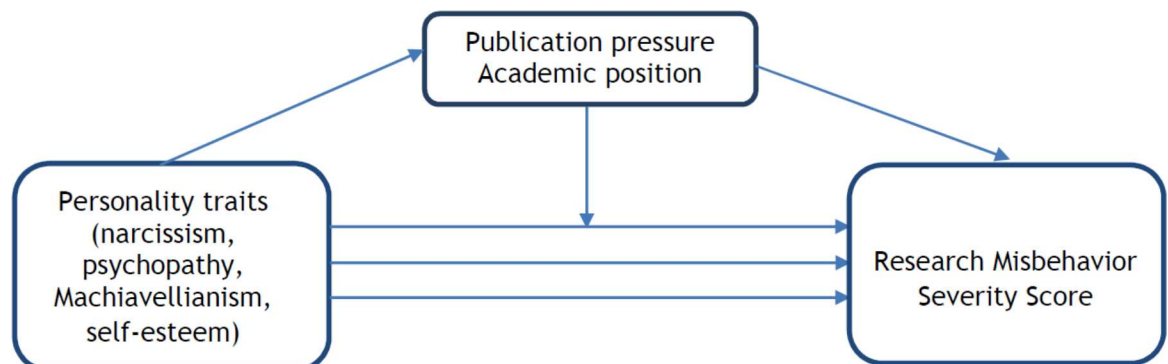 Publication pressure
Academic position
Personality traits
(narcissism,
psychopathy,
Machiavellianism,
self-esteem)
Research Misbehavior
Severity Score